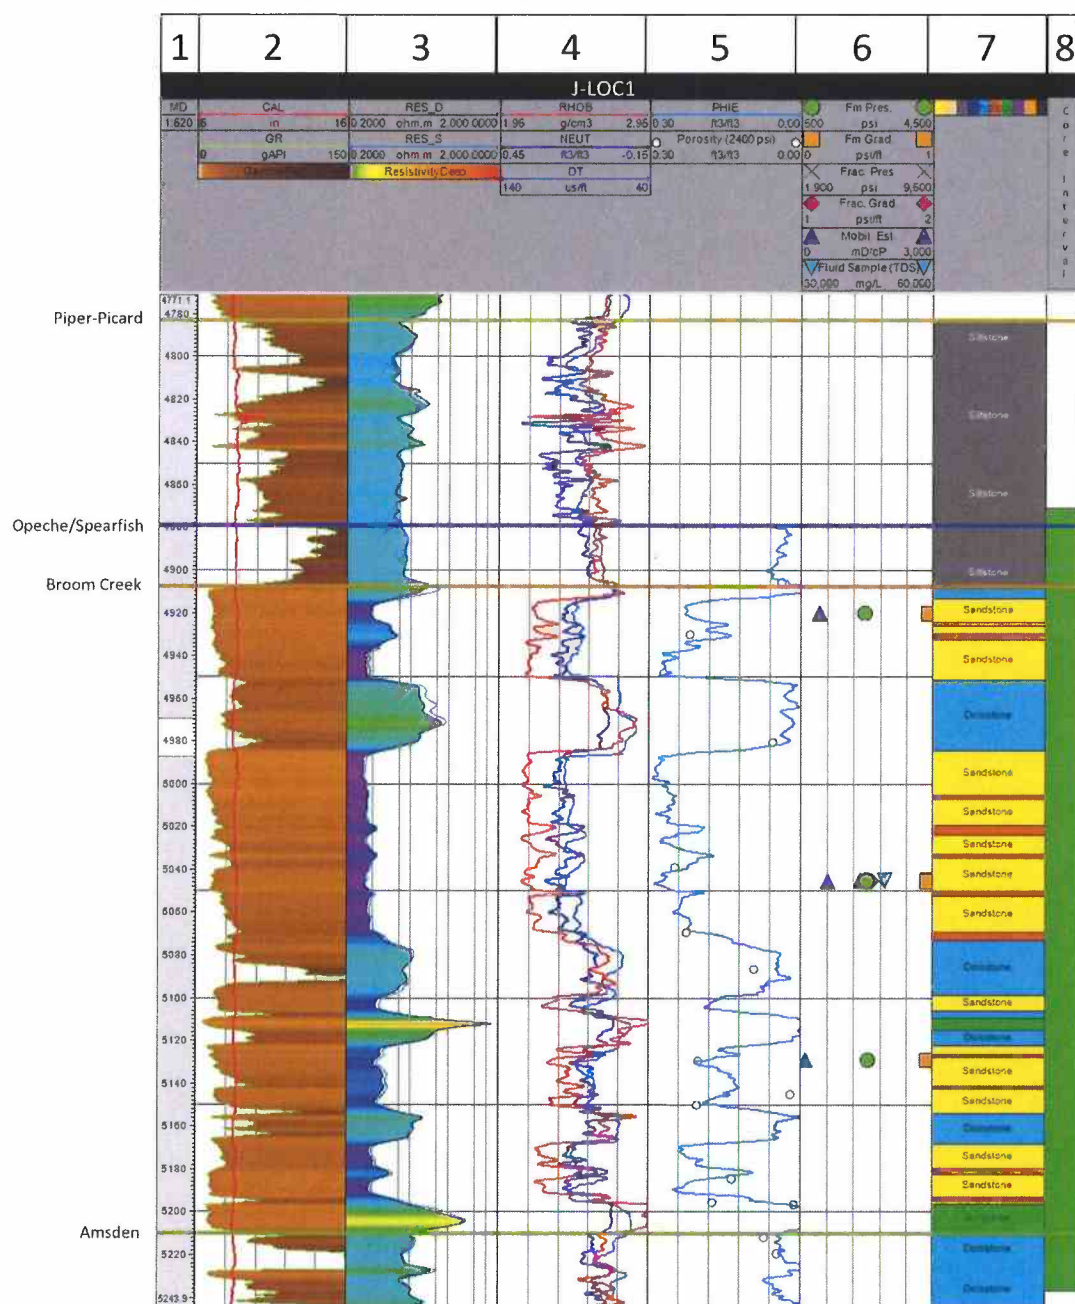 1 2 3 4 5 6 7 8
J-LOC1
MD CAL RES_D RHOB PHIE Fm Pres.
1:620 6 in 16 0.2000 ohm.m 2,000.0000 1.95 g/cm3 2.95 0.30 ft3/ft3 0.00 500 psi 4,500
GR RES_S NEUT Porosity (2400 psi) Fm Grad
0 gAPI 150 0.2000 ohm.m 2,000.0000 0.45 ft3/ft3 -0.15 0.30 ft3/ft3 0.00 0 psi/ft 1
Resistivity Deep DT Frac. Pres
140 us/ft 40 1,900 psi 9,500
Frac. Grad
1 psi/ft 2
Mobil. Est.
0 mD/cP 3,000
Fluid Sample (TDS)
30,000 mg/L 60,000
Core Interval
4771.1
4780
Piper-Picard
Siltstone
4800
4820
Siltstone
4840
4860
Siltstone
Opeche/Spearfish
4900
Siltstone
Broom Creek
4920
Sandstone
4940
Sandstone
4960
Dolostone
4980
Sandstone
5000
Sandstone
5020
Sandstone
5040
Sandstone
5060
Sandstone
5080
Dolostone
5100
Sandstone
5120
Dolostone
5140
Sandstone
Sandstone
5160
Dolostone
Sandstone
5180
Sandstone
5200
Amsden
5220
Dolostone
Dolostone
5243.9